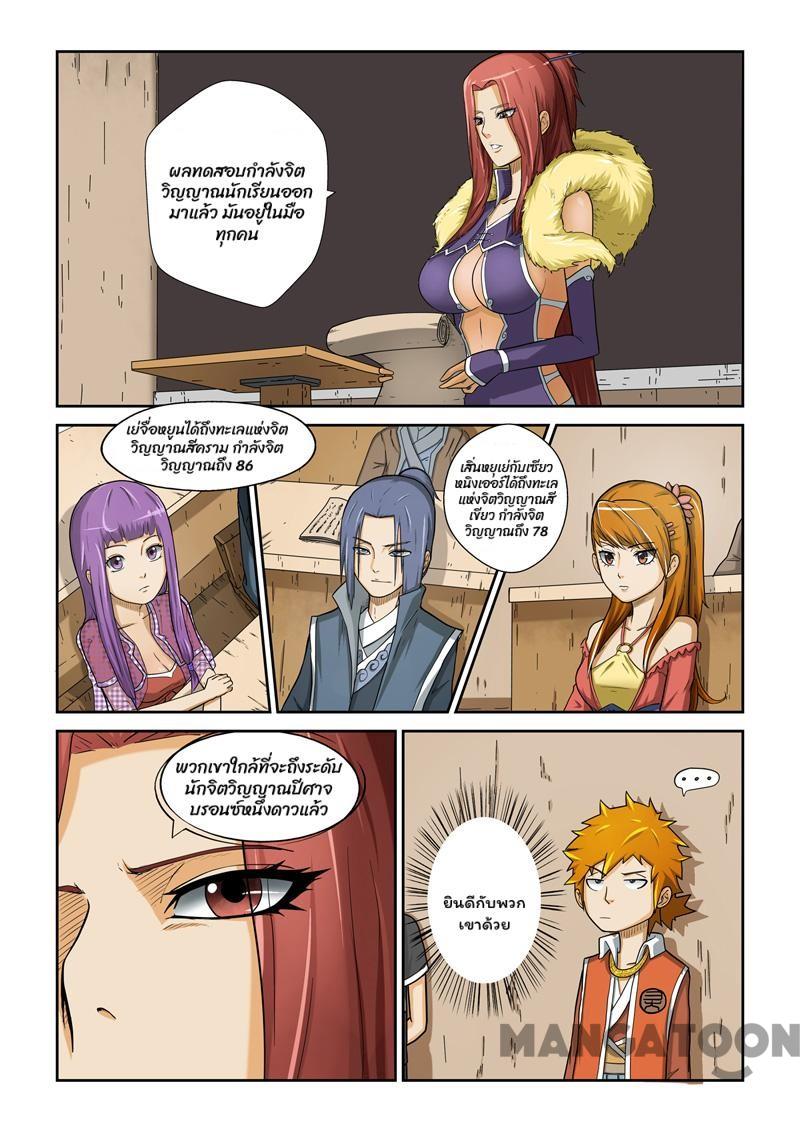 ผลทดสอบกำลังจิต
วิญญาณนักเรียนออก
มาแล้ว มันอยู่ในมือ
ทุกคน
เย่จื่อหยูนได้ถึงทะเลแห่งจิต
วิญญาณสีคราม กำลังจิต
วิญญาณถึง 86
เสิ่นหยุเย่กับเซียว
หนิงเออร์ได้ถึงทะเล
แห่งจิตวิญญาณสี
เขียว กำลังจิต
วิญญาณถึง 78
พวกเขาใกล้ที่จะถึงระดับ
นักจิตวิญญาณปีศาจ
บรอนซ์หนึ่งดาวแล้ว
...
ยินดีกับพวก
เขาด้วย
MANGATOON